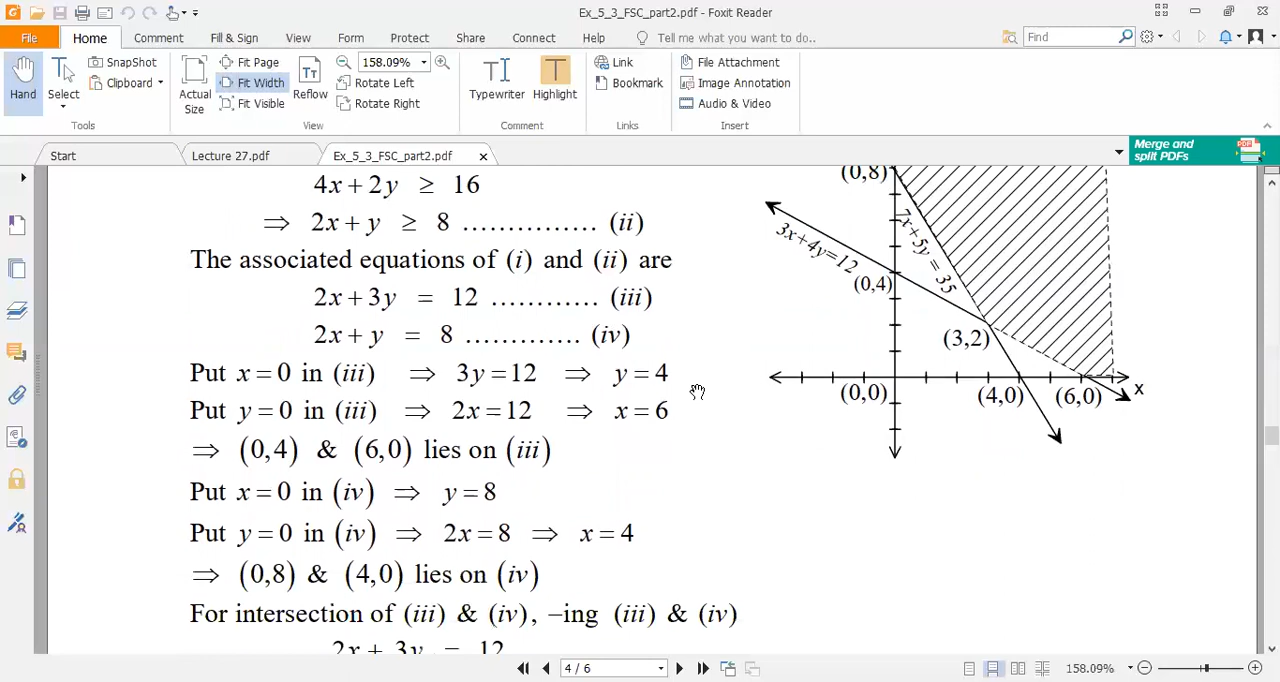 Ex_5_3_FSC_part2.pdf - Foxit Reader
File Home Comment Fill & Sign View Form Protect Share Connect Help Tell me what you want to do.. Find
Hand
Select
SnapShot
Clipboard
Tools
Actual Size
Fit Page
Fit Width
Fit Visible
Reflow
158.09%
Rotate Left
Rotate Right
View
Typewriter
Highlight
Comment
Link
Bookmark
Links
File Attachment
Image Annotation
Audio & Video
Insert
Start Lecture 27.pdf Ex_5_3_FSC_part2.pdf
Merge and
split PDFs
4x + 2y ≥ 16
⇒ 2x + y ≥ 8 ............... (ii)
The associated equations of (i) and (ii) are
2x + 3y = 12 ............ (iii)
2x + y = 8 ............. (iv)
Put x = 0 in (iii) ⇒ 3y = 12 ⇒ y = 4
Put y = 0 in (iii) ⇒ 2x = 12 ⇒ x = 6
⇒ (0,4) & (6,0) lies on (iii)
Put x = 0 in (iv) ⇒ y = 8
Put y = 0 in (iv) ⇒ 2x = 8 ⇒ x = 4
⇒ (0,8) & (4,0) lies on (iv)
For intersection of (iii) & (iv), −ing (iii) & (iv)
2x + 3y = 12
(0,8)
3x+4y=12
7x+5y = 35
(0,4)
(3,2)
(0,0)
(4,0)
(6,0)
x
4 / 6
158.09%